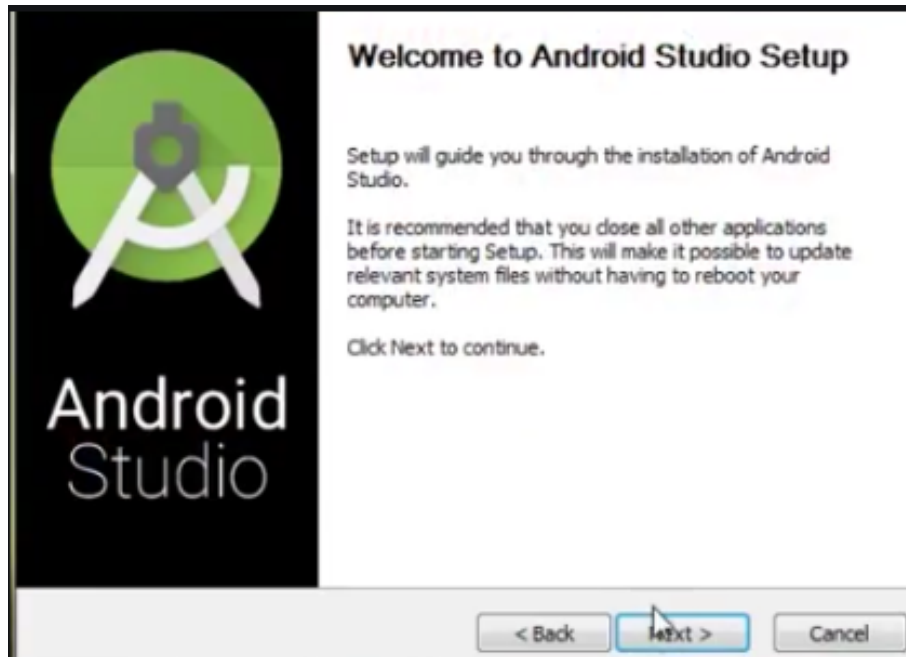 Welcome to Android Studio Setup
Setup will guide you through the installation of Android
Studio.
It is recommended that you close all other applications
before starting Setup. This will make it possible to update
relevant system files without having to reboot your
computer.
Click Next to continue.
Android
Studio
< Back
Next >
Cancel